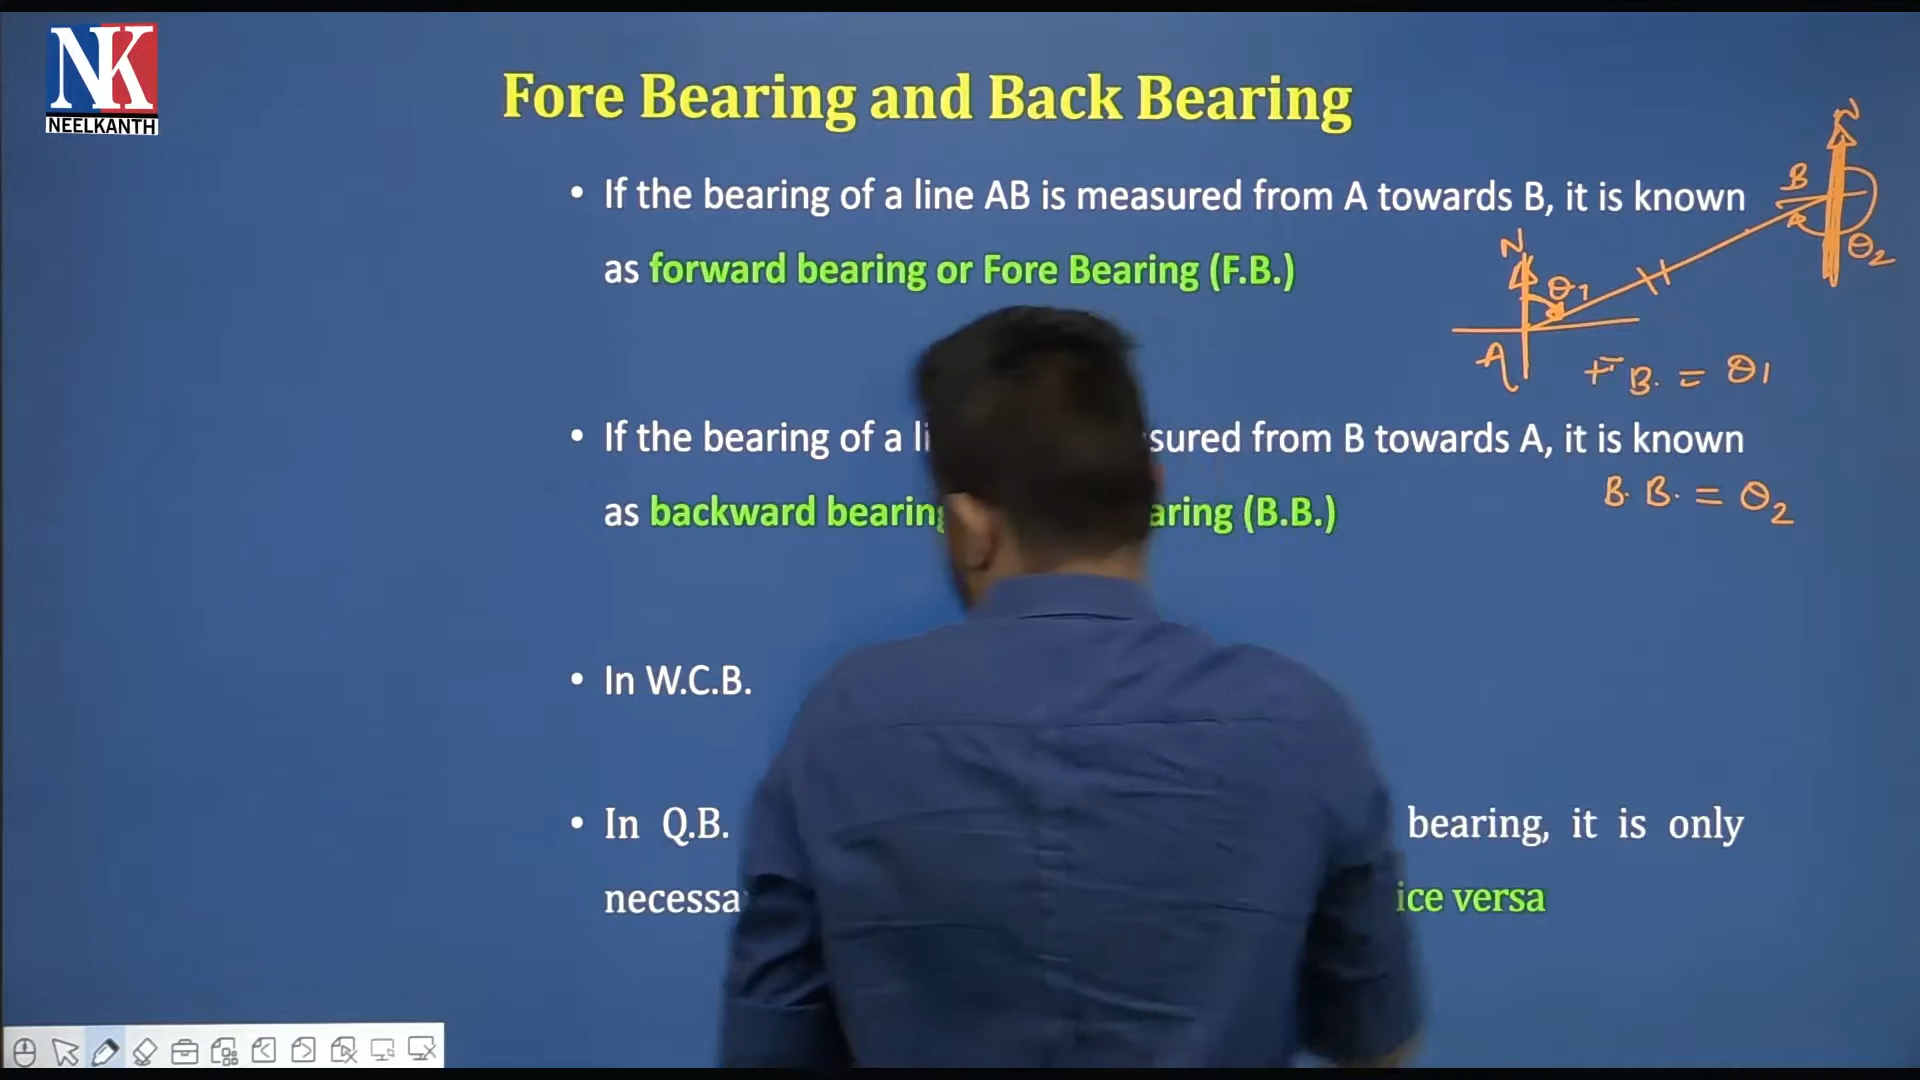 NK
NEELKANTH
Fore Bearing and Back Bearing
• If the bearing of a line AB is measured from A towards B, it is known
as forward bearing or Fore Bearing (F.B.)
N
B
θ2
N
θ1
A
F B. = θ1
• If the bearing of a sured from B towards A, it is known
as backward bearing aring (B.B.)
B. B. = θ2
• In W.C.B.
• In Q.B. bearing, it is only
necessa ice versa